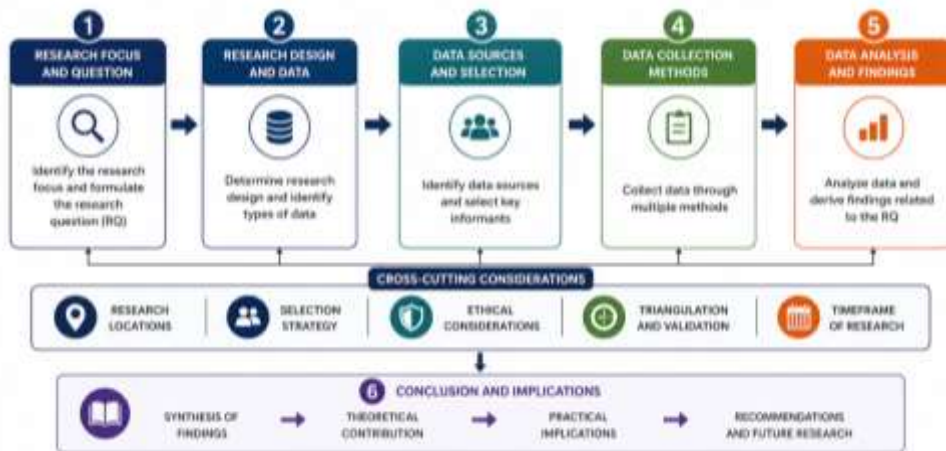 1
RESEARCH FOCUS
AND QUESTION
Identify the research
focus and formulate
the research
question (RQ)
2
RESEARCH DESIGN
AND DATA
Determine research
design and identify
types of data
3
DATA SOURCES
AND SELECTION
Identify data sources
and select key
informants
4
DATA COLLECTION
METHODS
Collect data through
multiple methods
5
DATA ANALYSIS
AND FINDINGS
Analyze data and
derive findings related
to the RQ
CROSS-CUTTING CONSIDERATIONS
RESEARCH
LOCATIONS
SELECTION
STRATEGY
ETHICAL
CONSIDERATIONS
TRIANGULATION
AND VALIDATION
TIMEFRAME
OF RESEARCH
6 CONCLUSION AND IMPLICATIONS
SYNTHESIS OF
FINDINGS
THEORETICAL
CONTRIBUTION
PRACTICAL
IMPLICATIONS
RECOMMENDATIONS
AND FUTURE RESEARCH